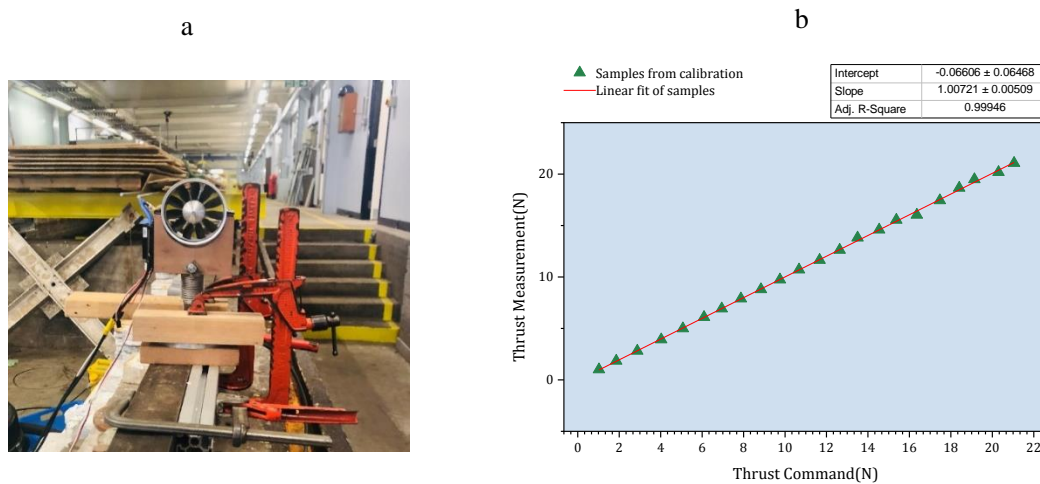 a
b
Samples from calibration
Linear fit of samples
Intercept -0.06606 ± 0.06468
Slope 1.00721 ± 0.00509
Adj. R-Square 0.99946
Thrust Measurement(N)
20
10
0
0 2 4 6 8 10 12 14 16 18 20 22
Thrust Command(N)